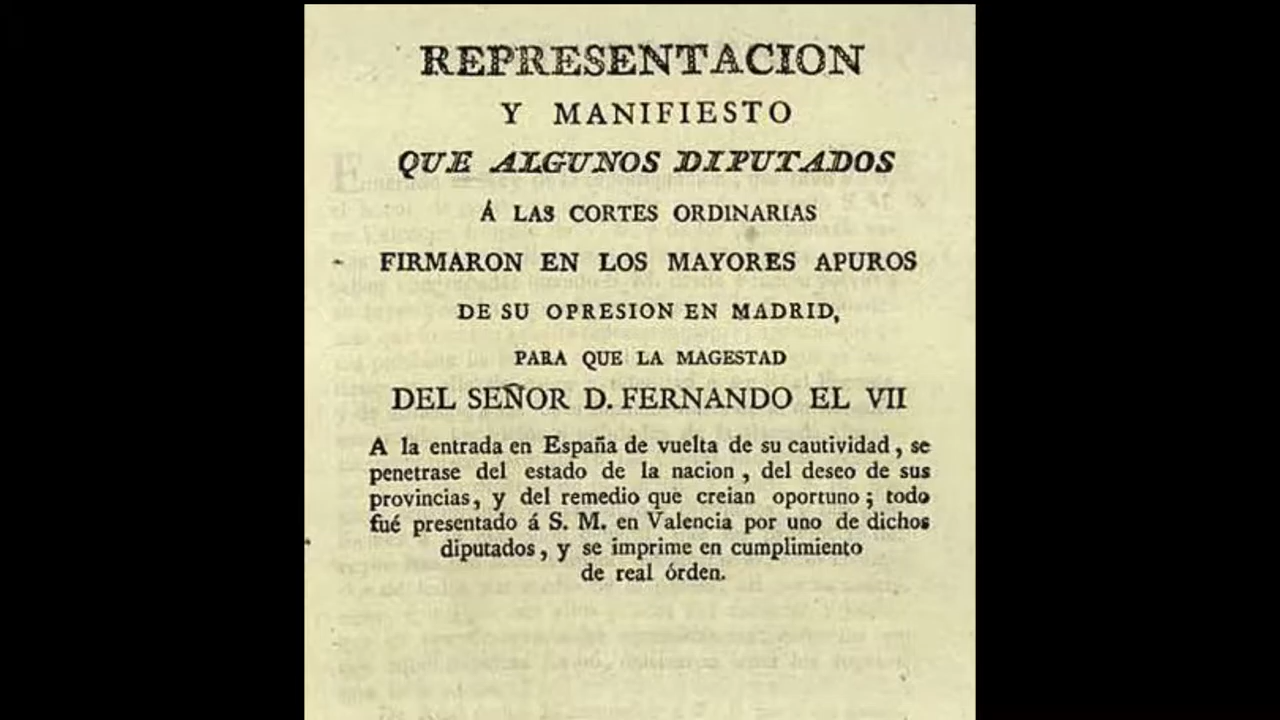 REPRESENTACION
Y MANIFIESTO
QUE ALGUNOS DIPUTADOS
Á LAS CORTES ORDINARIAS
FIRMARON EN LOS MAYORES APUROS
DE SU OPRESION EN MADRID,
PARA QUE LA MAGESTAD
DEL SEÑOR D. FERNANDO EL VII
A la entrada en España de vuelta de su cautividad, se
penetrase del estado de la nacion, del deseo de sus
provincias, y del remedio que creian oportuno; todo
fué presentado á S. M. en Valencia por uno de dichos
diputados, y se imprime en cumplimiento
de real órden.